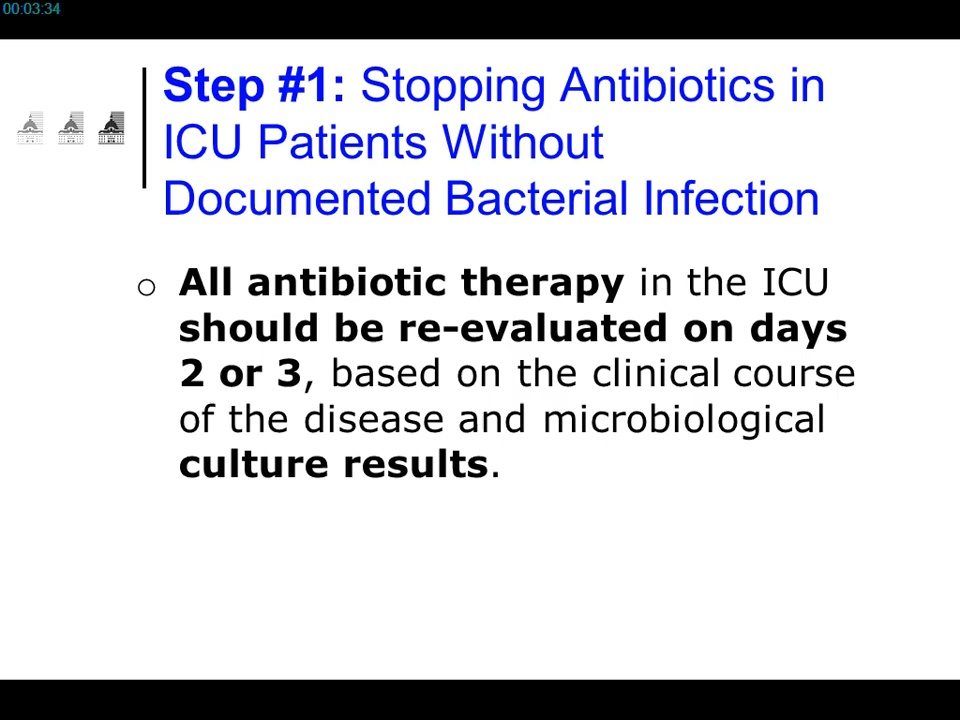 00:03:34
Step #1: Stopping Antibiotics in
ICU Patients Without
Documented Bacterial Infection
o All antibiotic therapy in the ICU
should be re-evaluated on days
2 or 3, based on the clinical course
of the disease and microbiological
culture results.